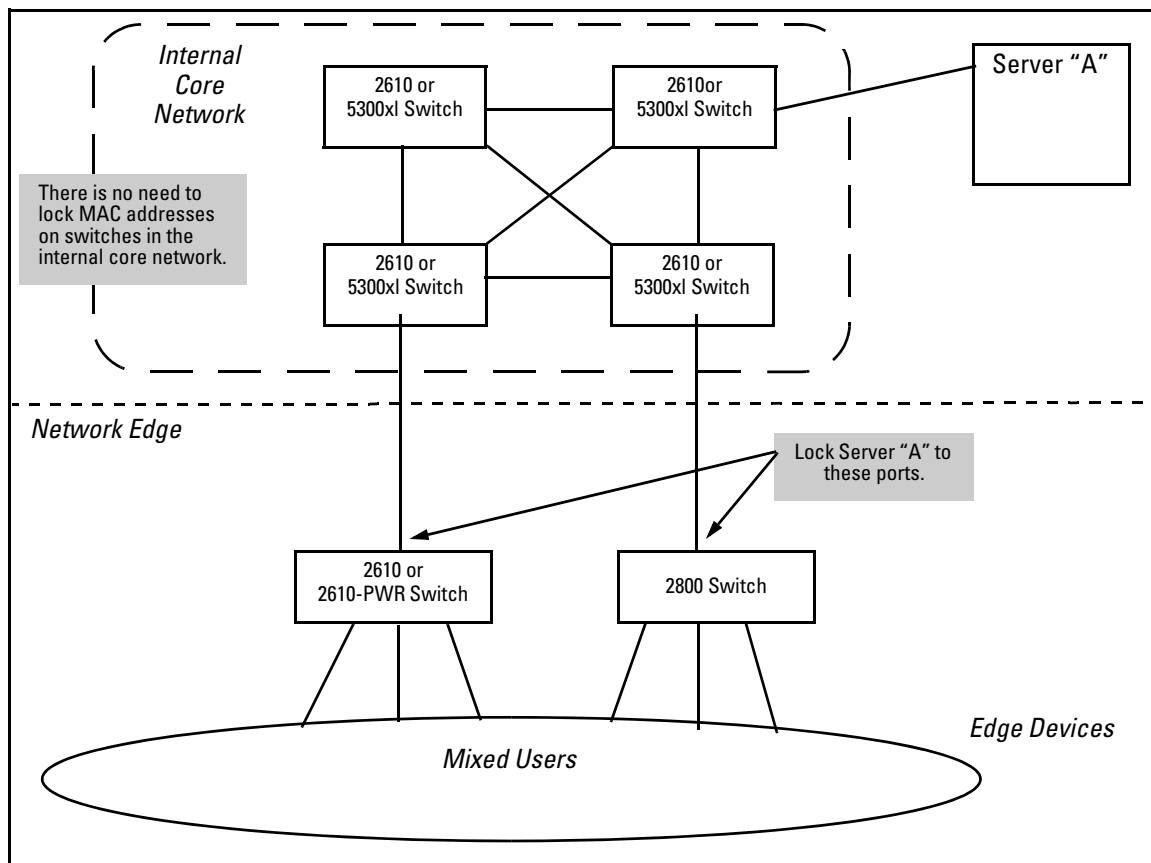 Internal
Core
Network
2610 or
5300xl Switch
2610or
5300xl Switch
Server “A”
There is no need to
lock MAC addresses
on switches in the
internal core network.
2610 or
5300xl Switch
2610 or
5300xl Switch
Network Edge
Lock Server “A” to
these ports.
2610 or
2610-PWR Switch
2800 Switch
Edge Devices
Mixed Users